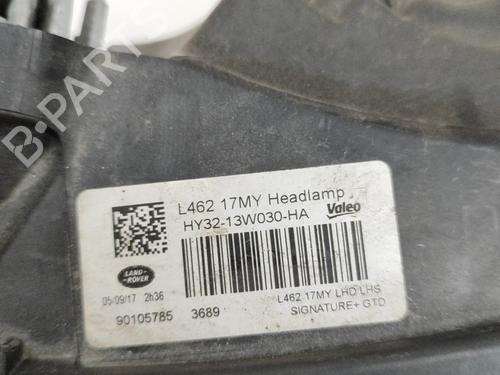 B-PARTS
L462 17MY Headlamp
HY32-13W030-HA
Valeo
LAND-
ROVER
05/09/17 2h36
90105785 3689
L462 17MY LHD LHS
SIGNATURE+ GTD